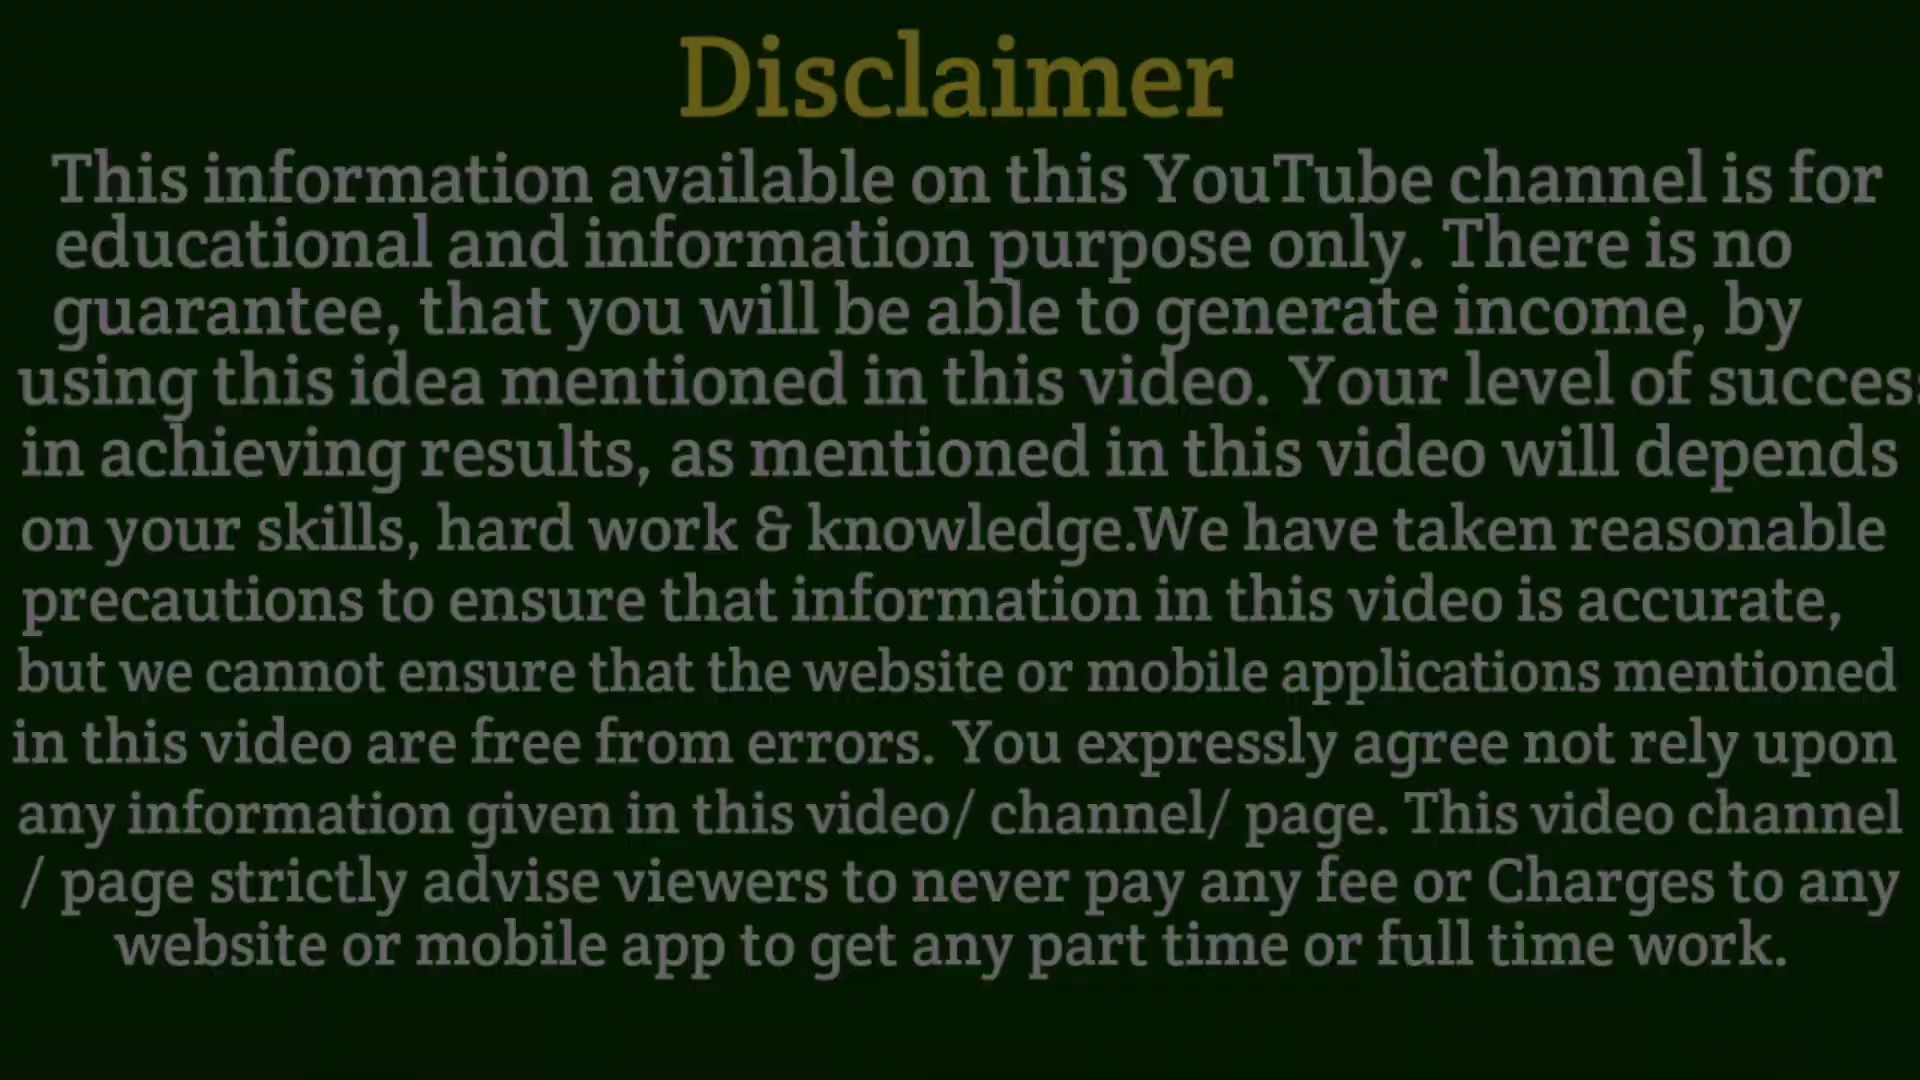 Disclaimer
This information available on this YouTube channel is for
educational and information purpose only. There is no
guarantee, that you will be able to generate income, by
using this idea mentioned in this video. Your level of succes
in achieving results, as mentioned in this video will depends
on your skills, hard work & knowledge.We have taken reasonable
precautions to ensure that information in this video is accurate,
but we cannot ensure that the website or mobile applications mentioned
in this video are free from errors. You expressly agree not rely upon
any information given in this video/ channel/ page. This video channel
/ page strictly advise viewers to never pay any fee or Charges to any
website or mobile app to get any part time or full time work.